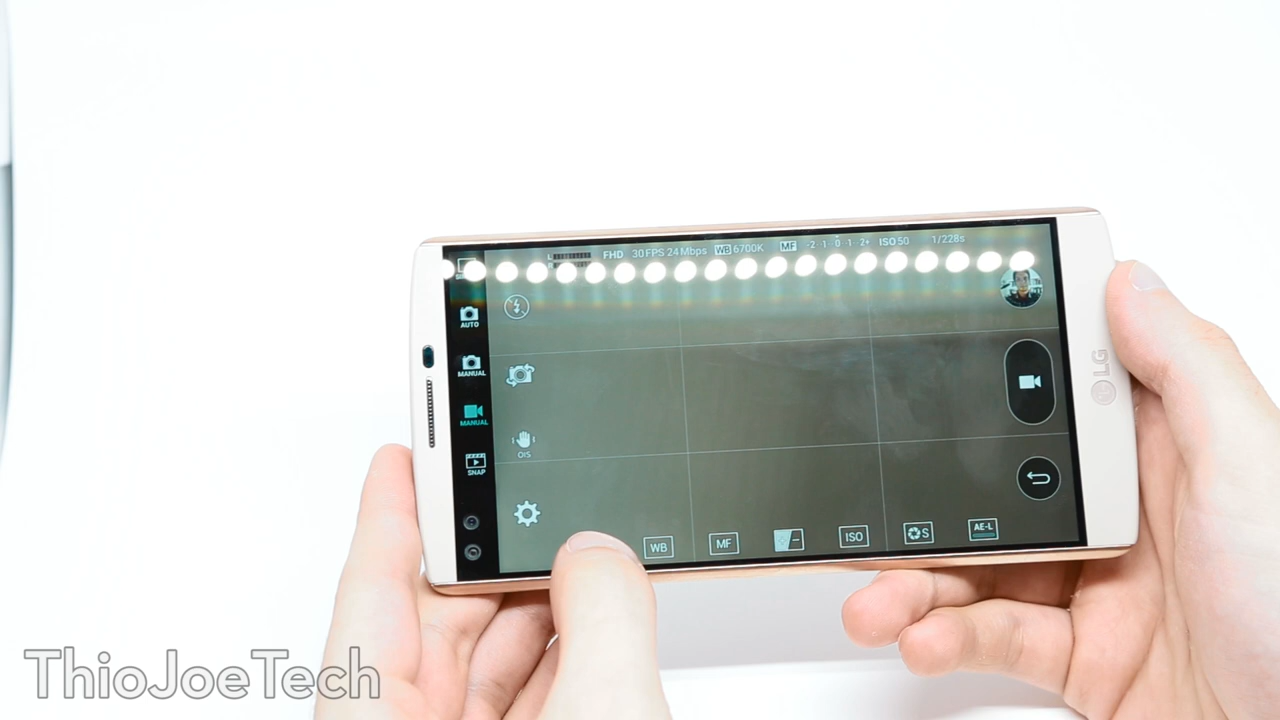 FHD 30 FPS 24 Mbps WB 6700K MF -2 -1 0 1 2+ ISO 50 1/228s
AUTO
MANUAL
MANUAL
SNAP
OIS
WB
MF
ISO
S
AE-L
LG
ThioJoeTech